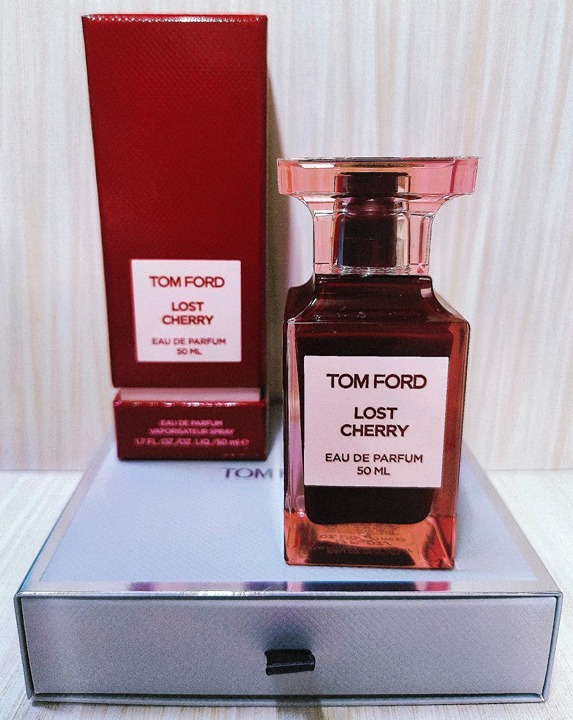 TOM FORD
LOST
CHERRY
EAU DE PARFUM
50 ML
EAU DE PARFUM
VAPORISATEUR SPRAY
1.7 FL.OZ./OZ. LIQ./50 ml e
TOM
TOM FORD
LOST
CHERRY
EAU DE PARFUM
50 ML